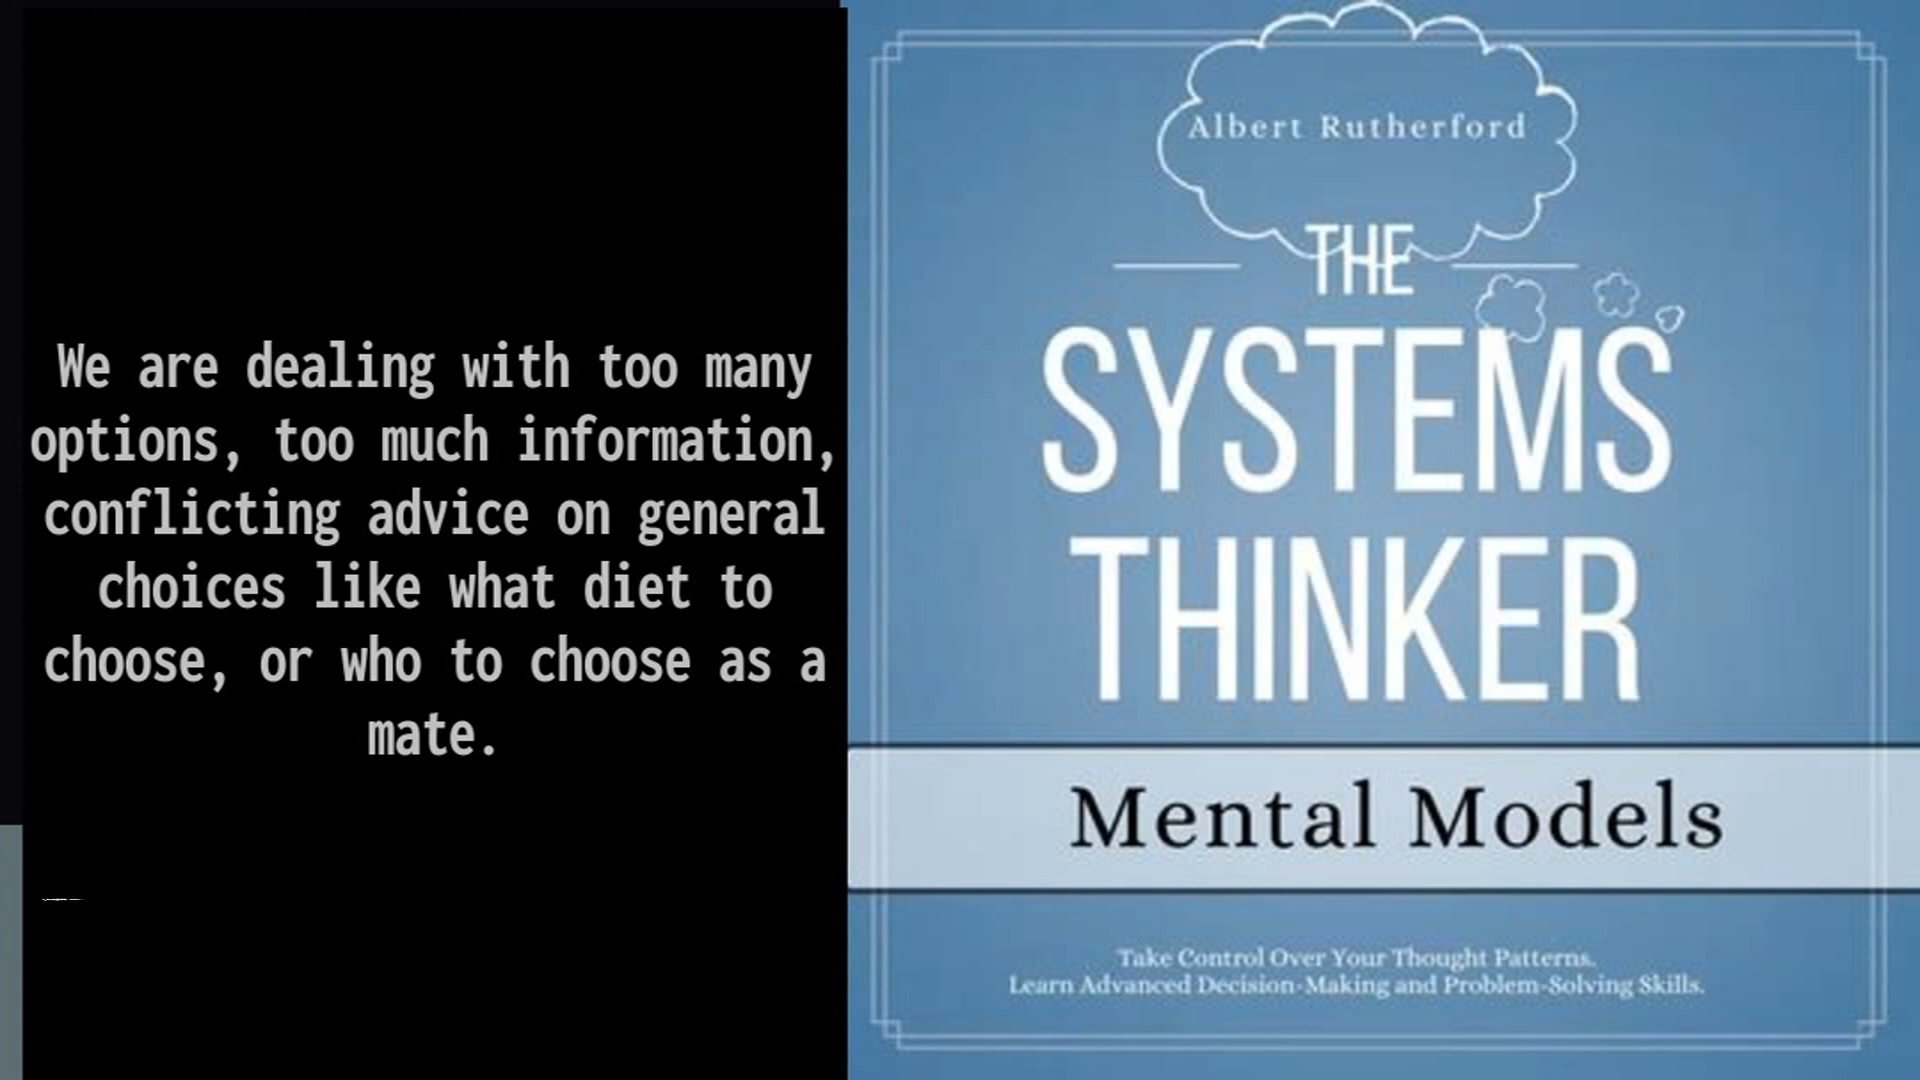 We are dealing with too many
options, too much information,
conflicting advice on general
choices like what diet to
choose, or who to choose as a
mate.
Albert Rutherford
THE
SYSTEMS
THINKER
Mental Models
Take Control Over Your Thought Patterns.
Learn Advanced Decision-Making and Problem-Solving Skills.